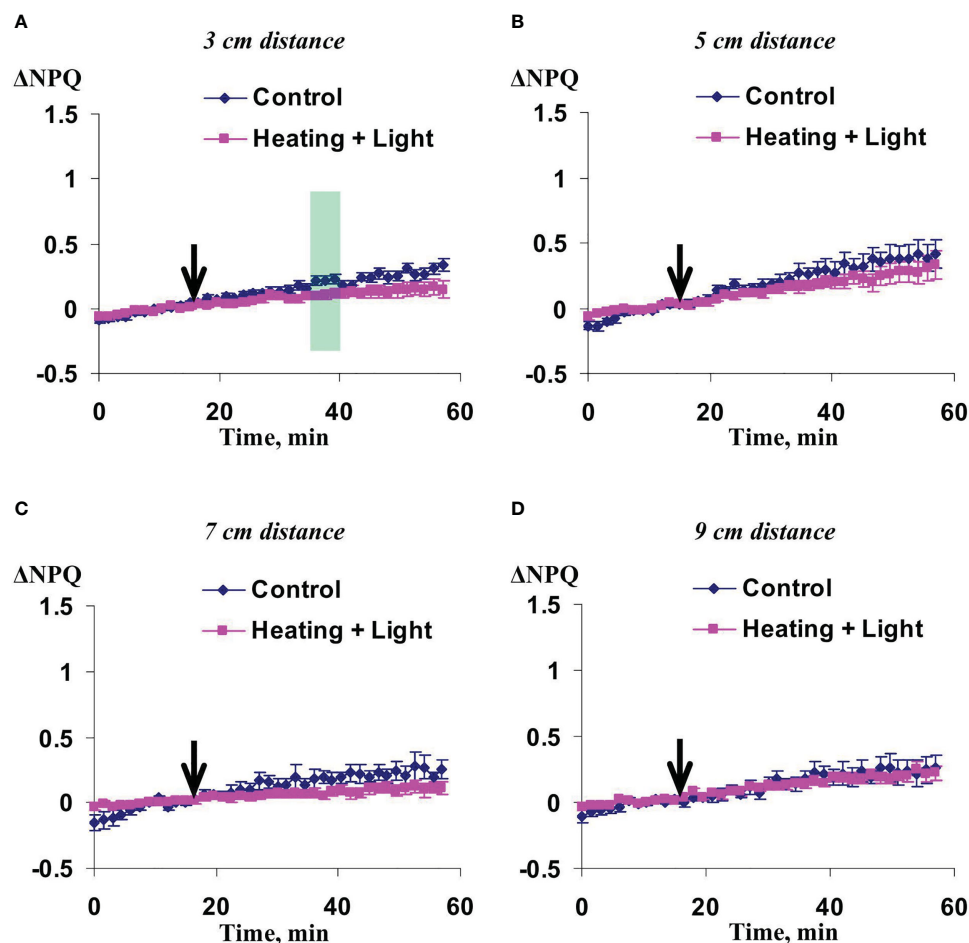 A
3 cm distance
ΔNPQ
Control
Heating + Light
1.5
1
0.5
0
-0.5
0 20 40 60
Time, min
B
5 cm distance
ΔNPQ
Control
Heating + Light
1.5
1
0.5
0
-0.5
0 20 40 60
Time, min
C
7 cm distance
ΔNPQ
Control
Heating + Light
1.5
1
0.5
0
-0.5
0 20 40 60
Time, min
D
9 cm distance
ΔNPQ
Control
Heating + Light
1.5
1
0.5
0
-0.5
0 20 40 60
Time, min